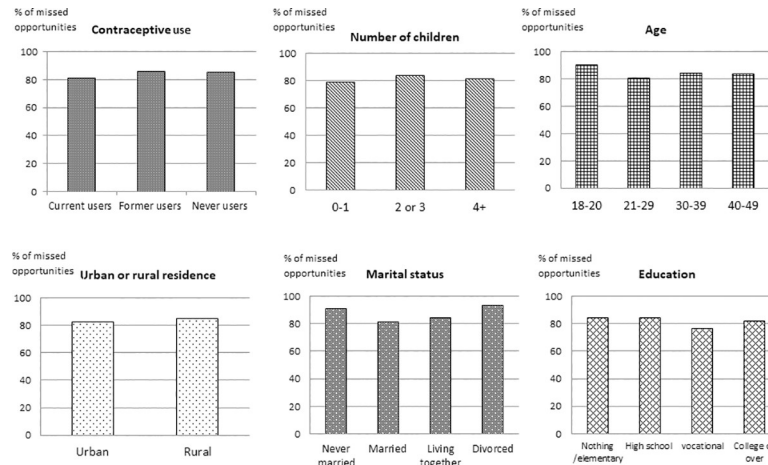 % of missed
opportunities
Contraceptive use
100
80
60
40
20
0
Current users Former users Never users
% of missed
opportunities
Number of children
100
80
60
40
20
0
0-1 2 or 3 4+
% of missed
opportunities
Age
100
80
60
40
20
0
18-20 21-29 30-39 40-49
% of missed
opportunities
Urban or rural residence
100
80
60
40
20
0
Urban Rural
% of missed
opportunities
Marital status
100
80
60
40
20
0
Never Married Living Divorced
married together
% of missed
opportunities
Education
100
80
60
40
20
0
Nothing High school vocational College
/elementary over